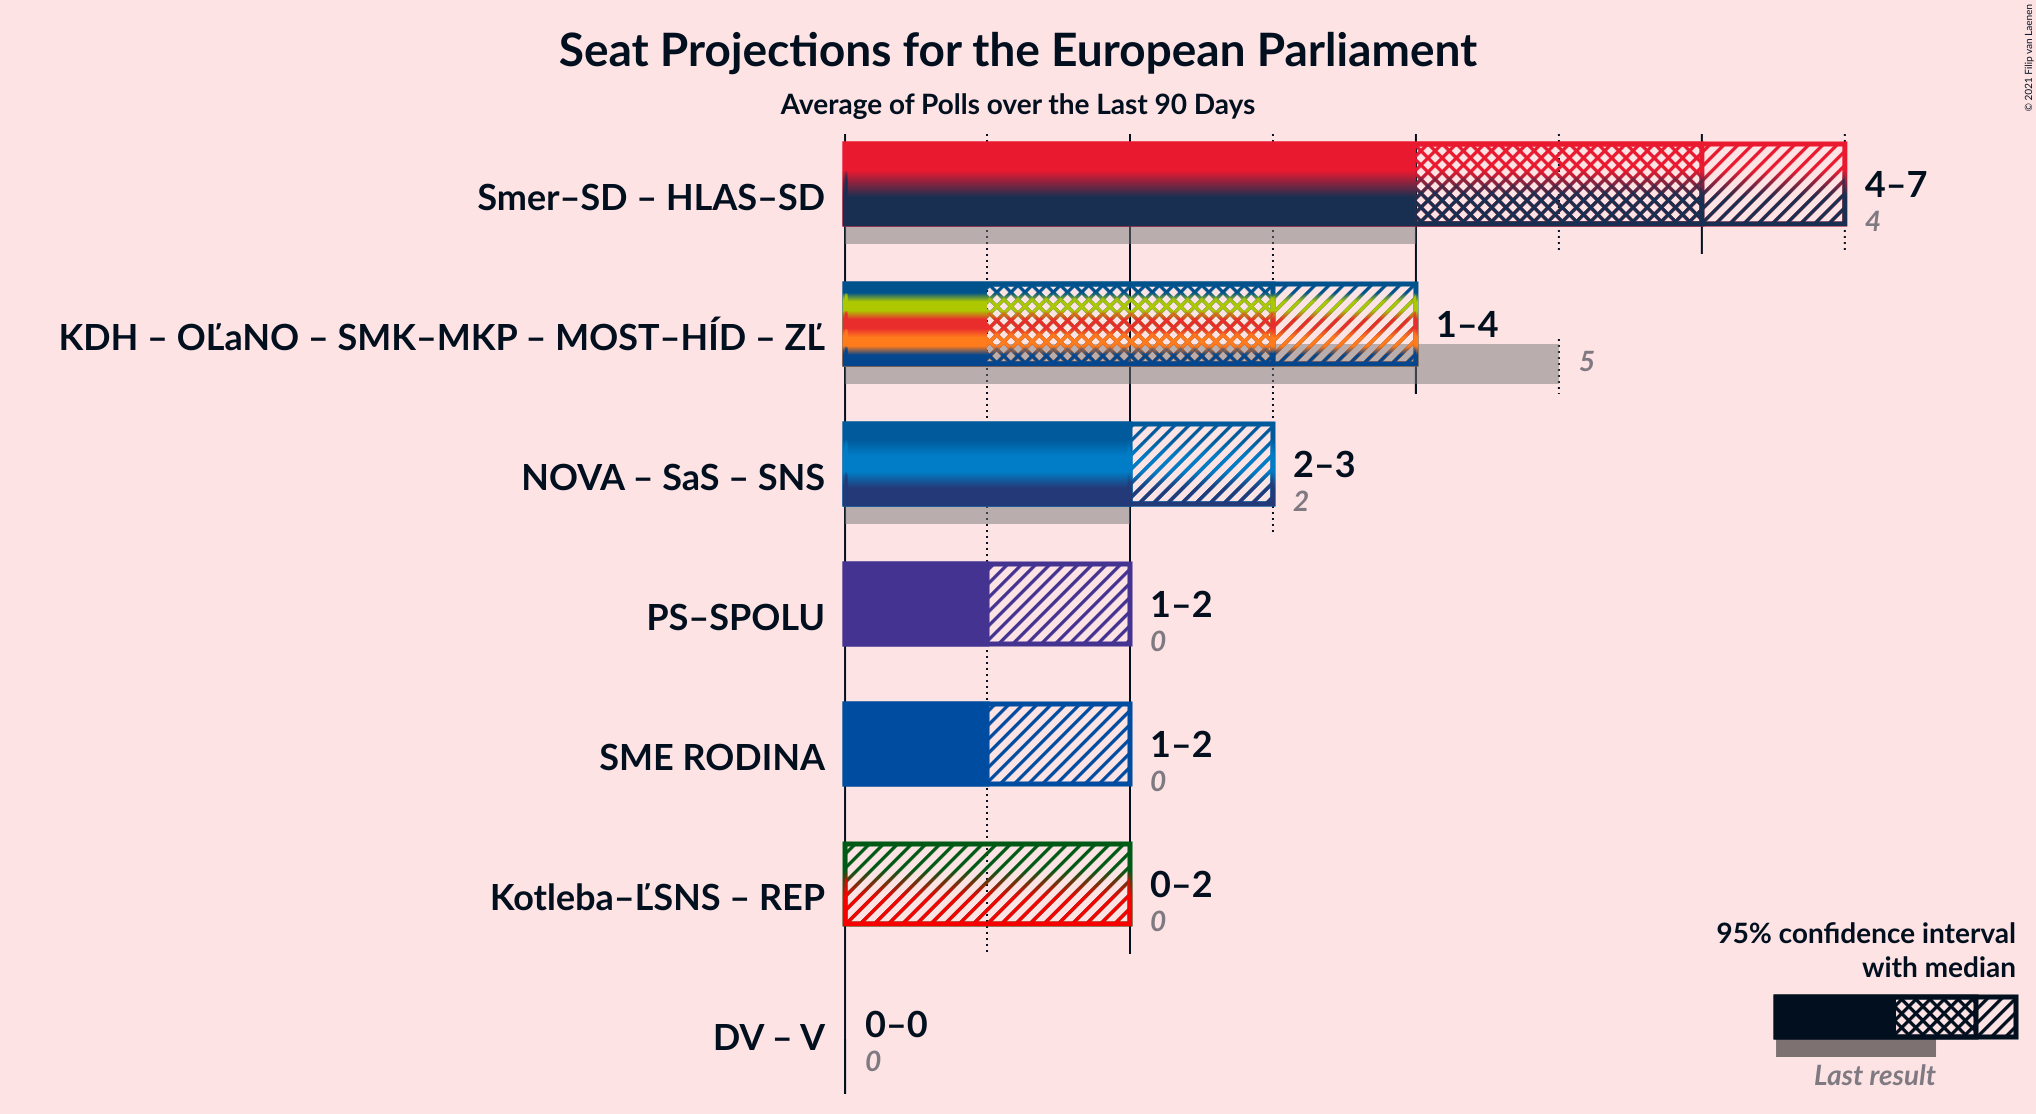 Seat Projections for the European Parliament
Average of Polls over the Last 90 Days
© 2021 Filip van Laenen
Smer–SD – HLAS–SD
4–7
4
KDH – OĽaNO – SMK–MKP – MOST–HÍD – ZĽ
1–4
5
NOVA – SaS – SNS
2–3
2
PS–SPOLU
1–2
0
SME RODINA
1–2
0
Kotleba–ĽSNS – REP
0–2
0
DV – V
0–0
0
95% confidence interval
with median
Last result